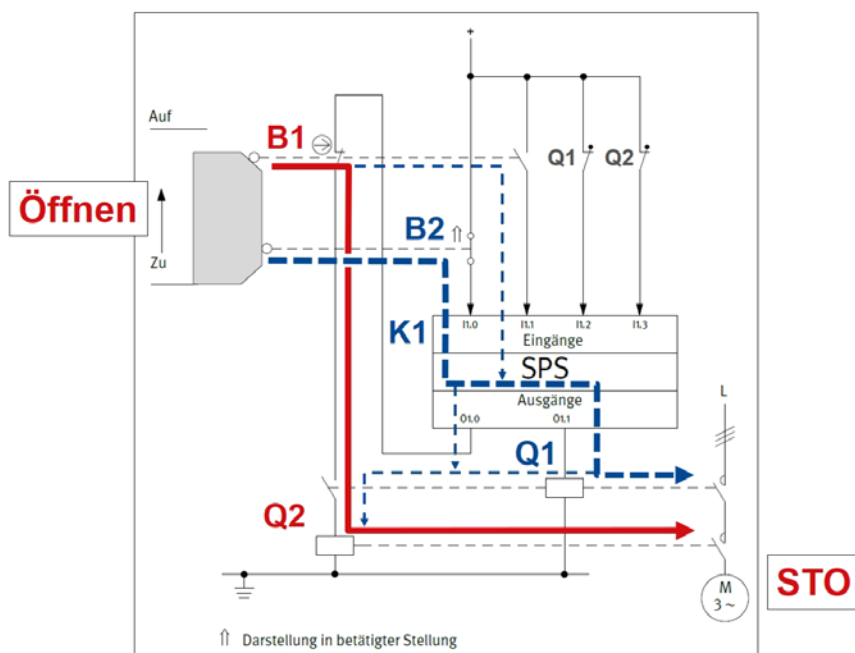 +
Auf
B1
Q1
Q2
Öffnen
B2
Zu
K1
I1.0 I1.1 I1.2 I1.3
Eingänge
SPS
Ausgänge
L
O1.0 O1.1
Q1
Q2
M
3 ~
STO
⇧ Darstellung in betätigter Stellung